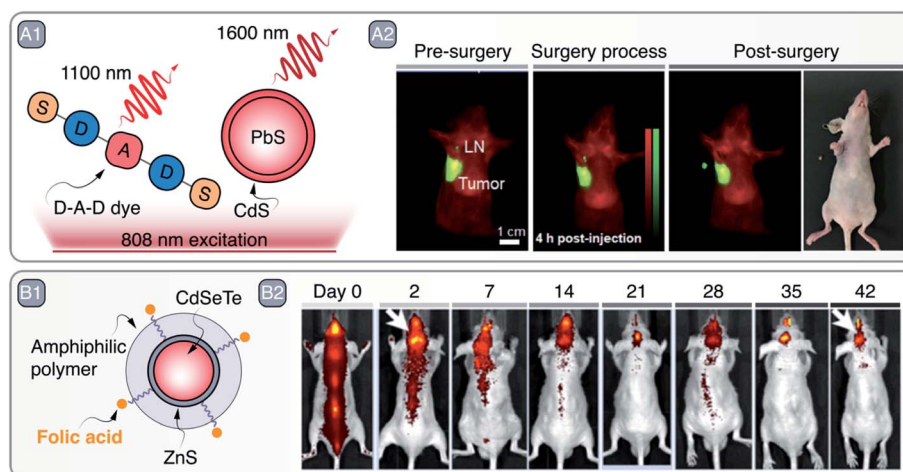 A1
1600 nm
1100 nm
S
D
A
D
S
PbS
D-A-D dye
CdS
808 nm excitation
A2
Pre-surgery
Surgery process
Post-surgery
LN
Tumor
1 cm
4 h post-injection
B1
CdSeTe
Amphiphilic
polymer
Folic acid
ZnS
B2
Day 0
2
7
14
21
28
35
42